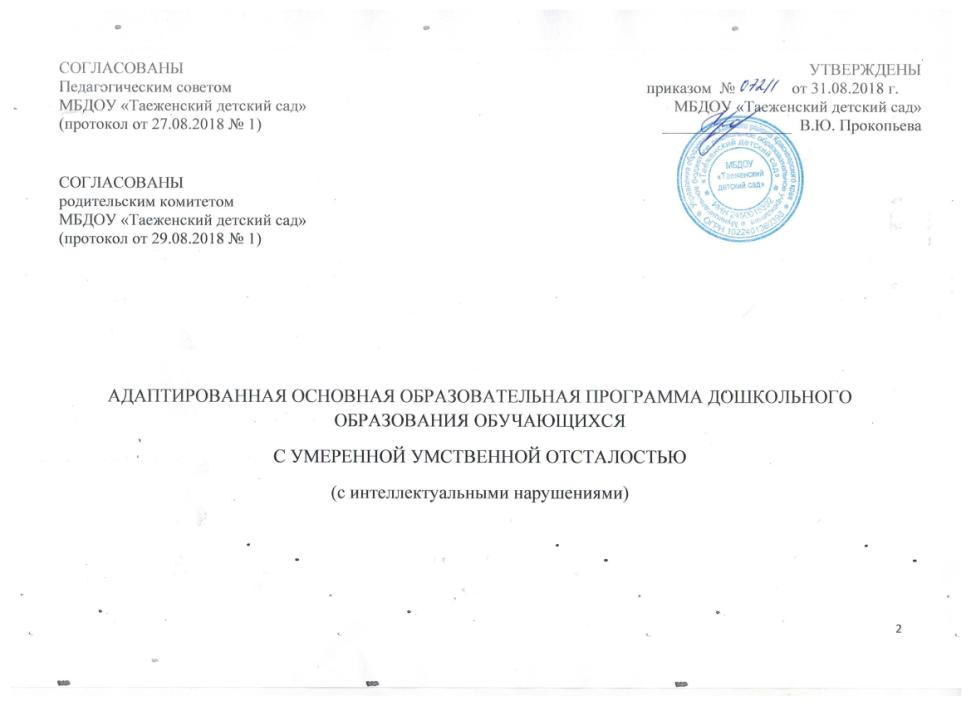 СОГЛАСОВАНЫ
Педагогическим советом
МБДОУ «Таеженский детский сад»
(протокол от 27.08.2018 № 1)
СОГЛАСОВАНЫ
родительским комитетом
МБДОУ «Таеженский детский сад»
(протокол от 29.08.2018 № 1)
УТВЕРЖДЕНЫ
приказом № 072/1 от 31.08.2018 г.
МБДОУ «Таеженский детский сад»
В.Ю. Прокопьева
МБДОУ
«Таеженский
детский сад»
АДАПТИРОВАННАЯ ОСНОВНАЯ ОБРАЗОВАТЕЛЬНАЯ ПРОГРАММА ДОШКОЛЬНОГО
ОБРАЗОВАНИЯ ОБУЧАЮЩИХСЯ
С УМЕРЕННОЙ УМСТВЕННОЙ ОТСТАЛОСТЬЮ
(с интеллектуальными нарушениями)
2